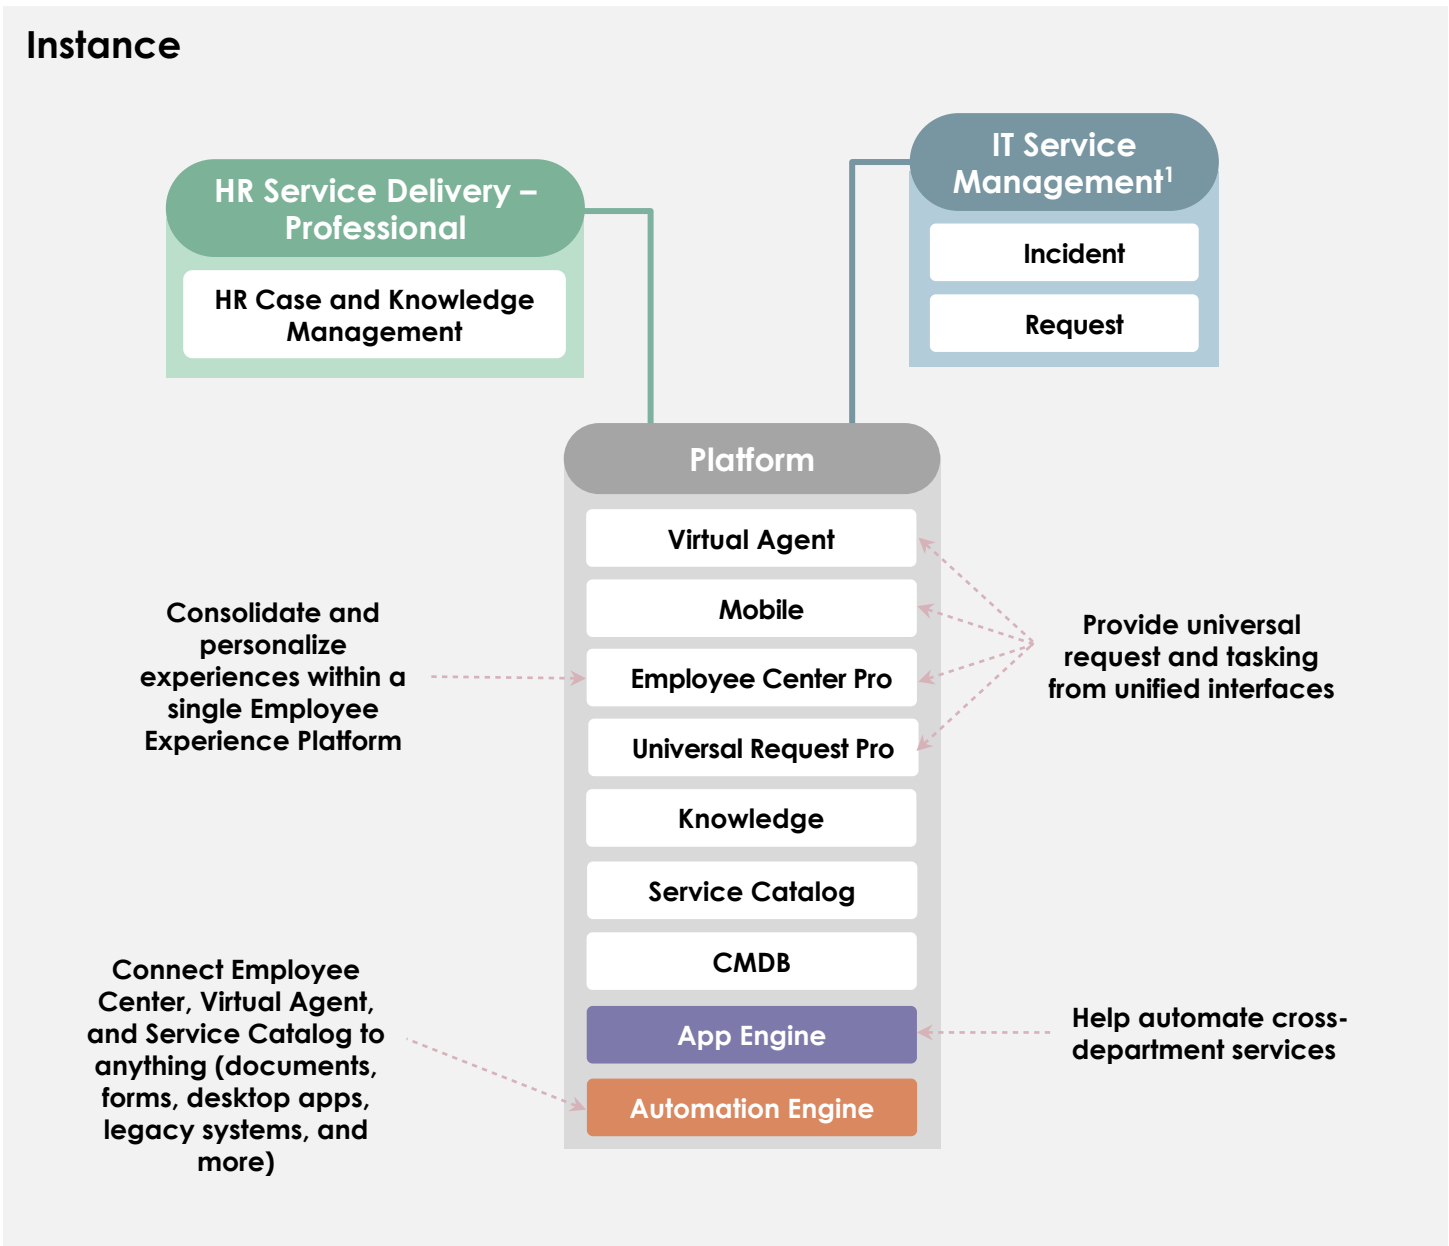 Instance
HR Service Delivery –
Professional
HR Case and Knowledge
Management
IT Service
Management¹
Incident
Request
Platform
Virtual Agent
Mobile
Employee Center Pro
Universal Request Pro
Knowledge
Service Catalog
CMDB
App Engine
Automation Engine
Consolidate and
personalize
experiences within a
single Employee
Experience Platform
Connect Employee
Center, Virtual Agent,
and Service Catalog to
anything (documents,
forms, desktop apps,
legacy systems, and
more)
Provide universal
request and tasking
from unified interfaces
Help automate cross-
department services